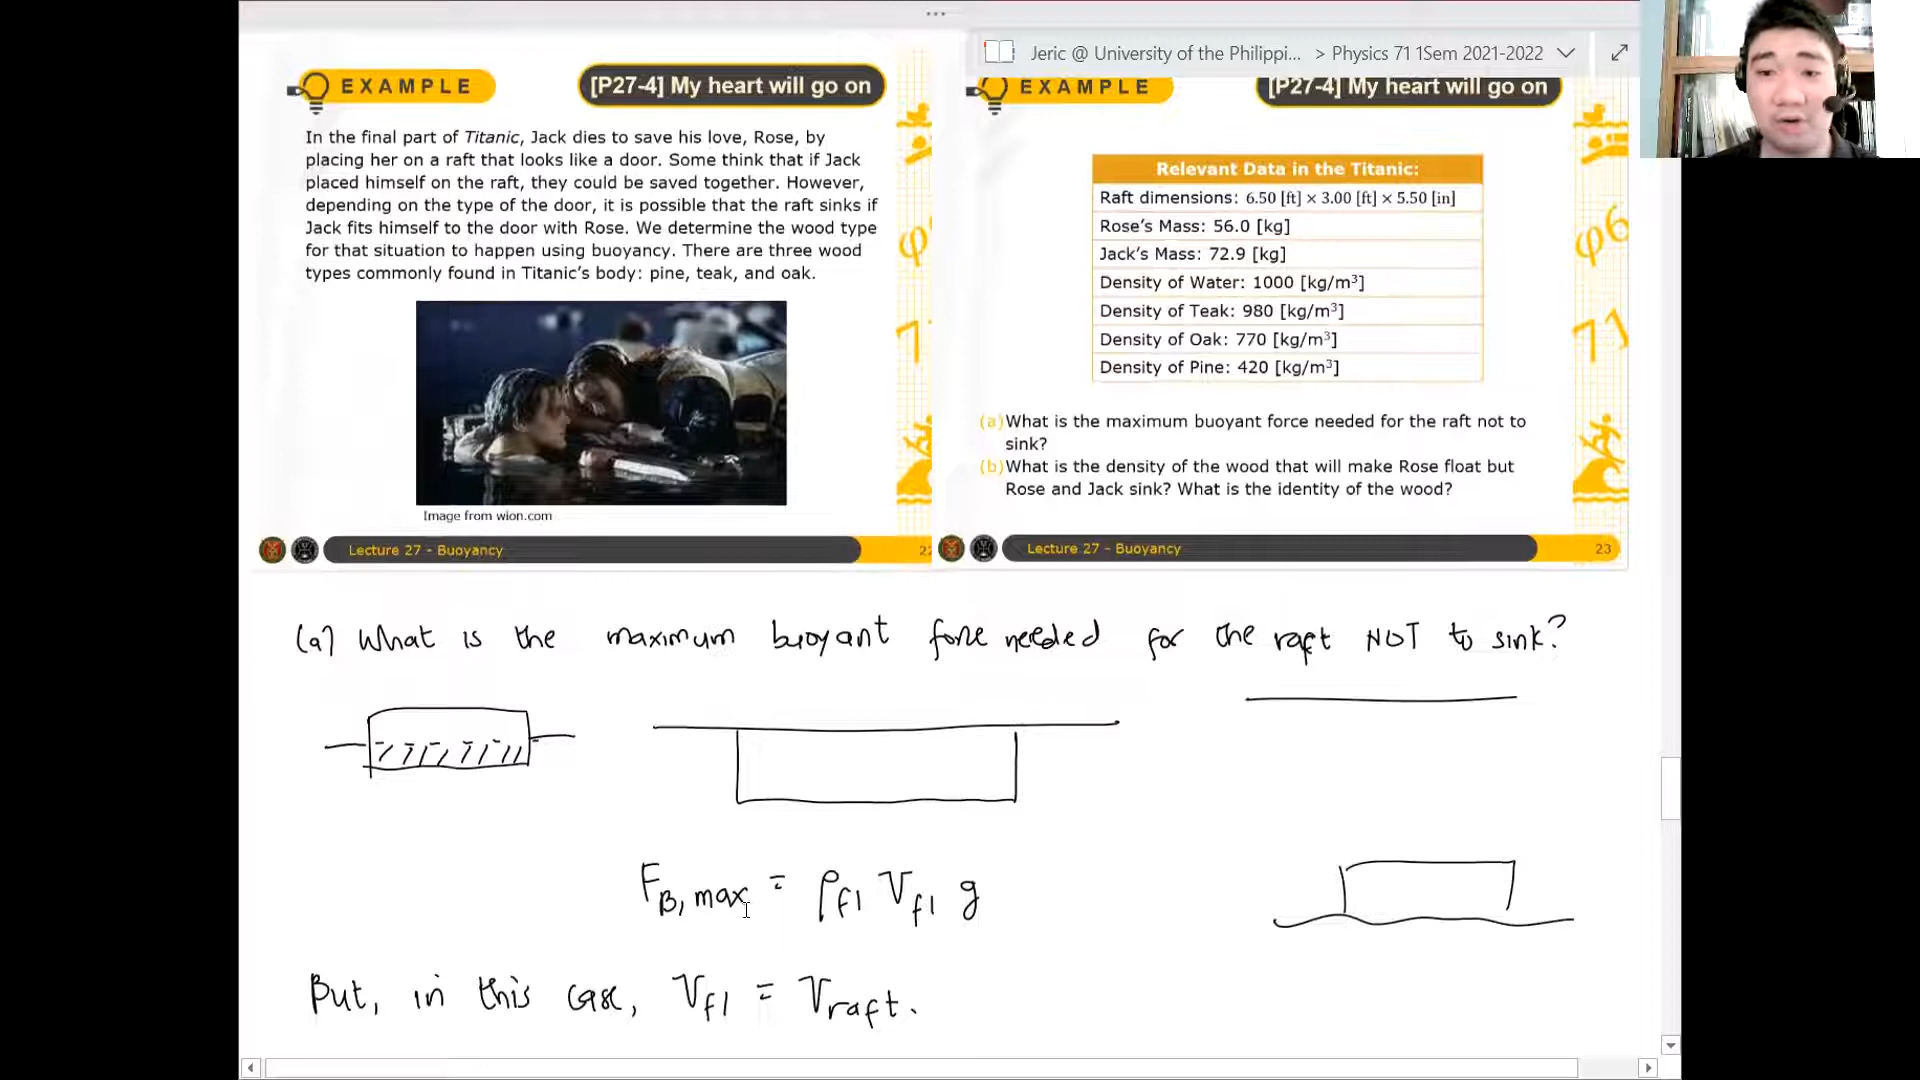 ...
Jeric @ University of the Philippi... > Physics 71 1Sem 2021-2022
EXAMPLE
[P27-4] My heart will go on
In the final part of Titanic, Jack dies to save his love, Rose, by
placing her on a raft that looks like a door. Some think that if Jack
placed himself on the raft, they could be saved together. However,
depending on the type of the door, it is possible that the raft sinks if
Jack fits himself to the door with Rose. We determine the wood type
for that situation to happen using buoyancy. There are three wood
types commonly found in Titanic's body: pine, teak, and oak.
Image from wion.com
Lecture 27 - Buoyancy
22
EXAMPLE
[P27-4] My heart will go on
Relevant Data in the Titanic:
Raft dimensions: 6.50 [ft] × 3.00 [ft] × 5.50 [in]
Rose's Mass: 56.0 [kg]
Jack's Mass: 72.9 [kg]
Density of Water: 1000 [kg/m³]
Density of Teak: 980 [kg/m³]
Density of Oak: 770 [kg/m³]
Density of Pine: 420 [kg/m³]
(a) What is the maximum buoyant force needed for the raft not to
sink?
(b) What is the density of the wood that will make Rose float but
Rose and Jack sink? What is the identity of the wood?
φ6
71
Lecture 27 - Buoyancy
23
(a) What is the maximum buoyant force needed for the raft NOT to sink?
F_B, max = ρ_fl V_fl g
But, in this case, V_fl = V_raft.